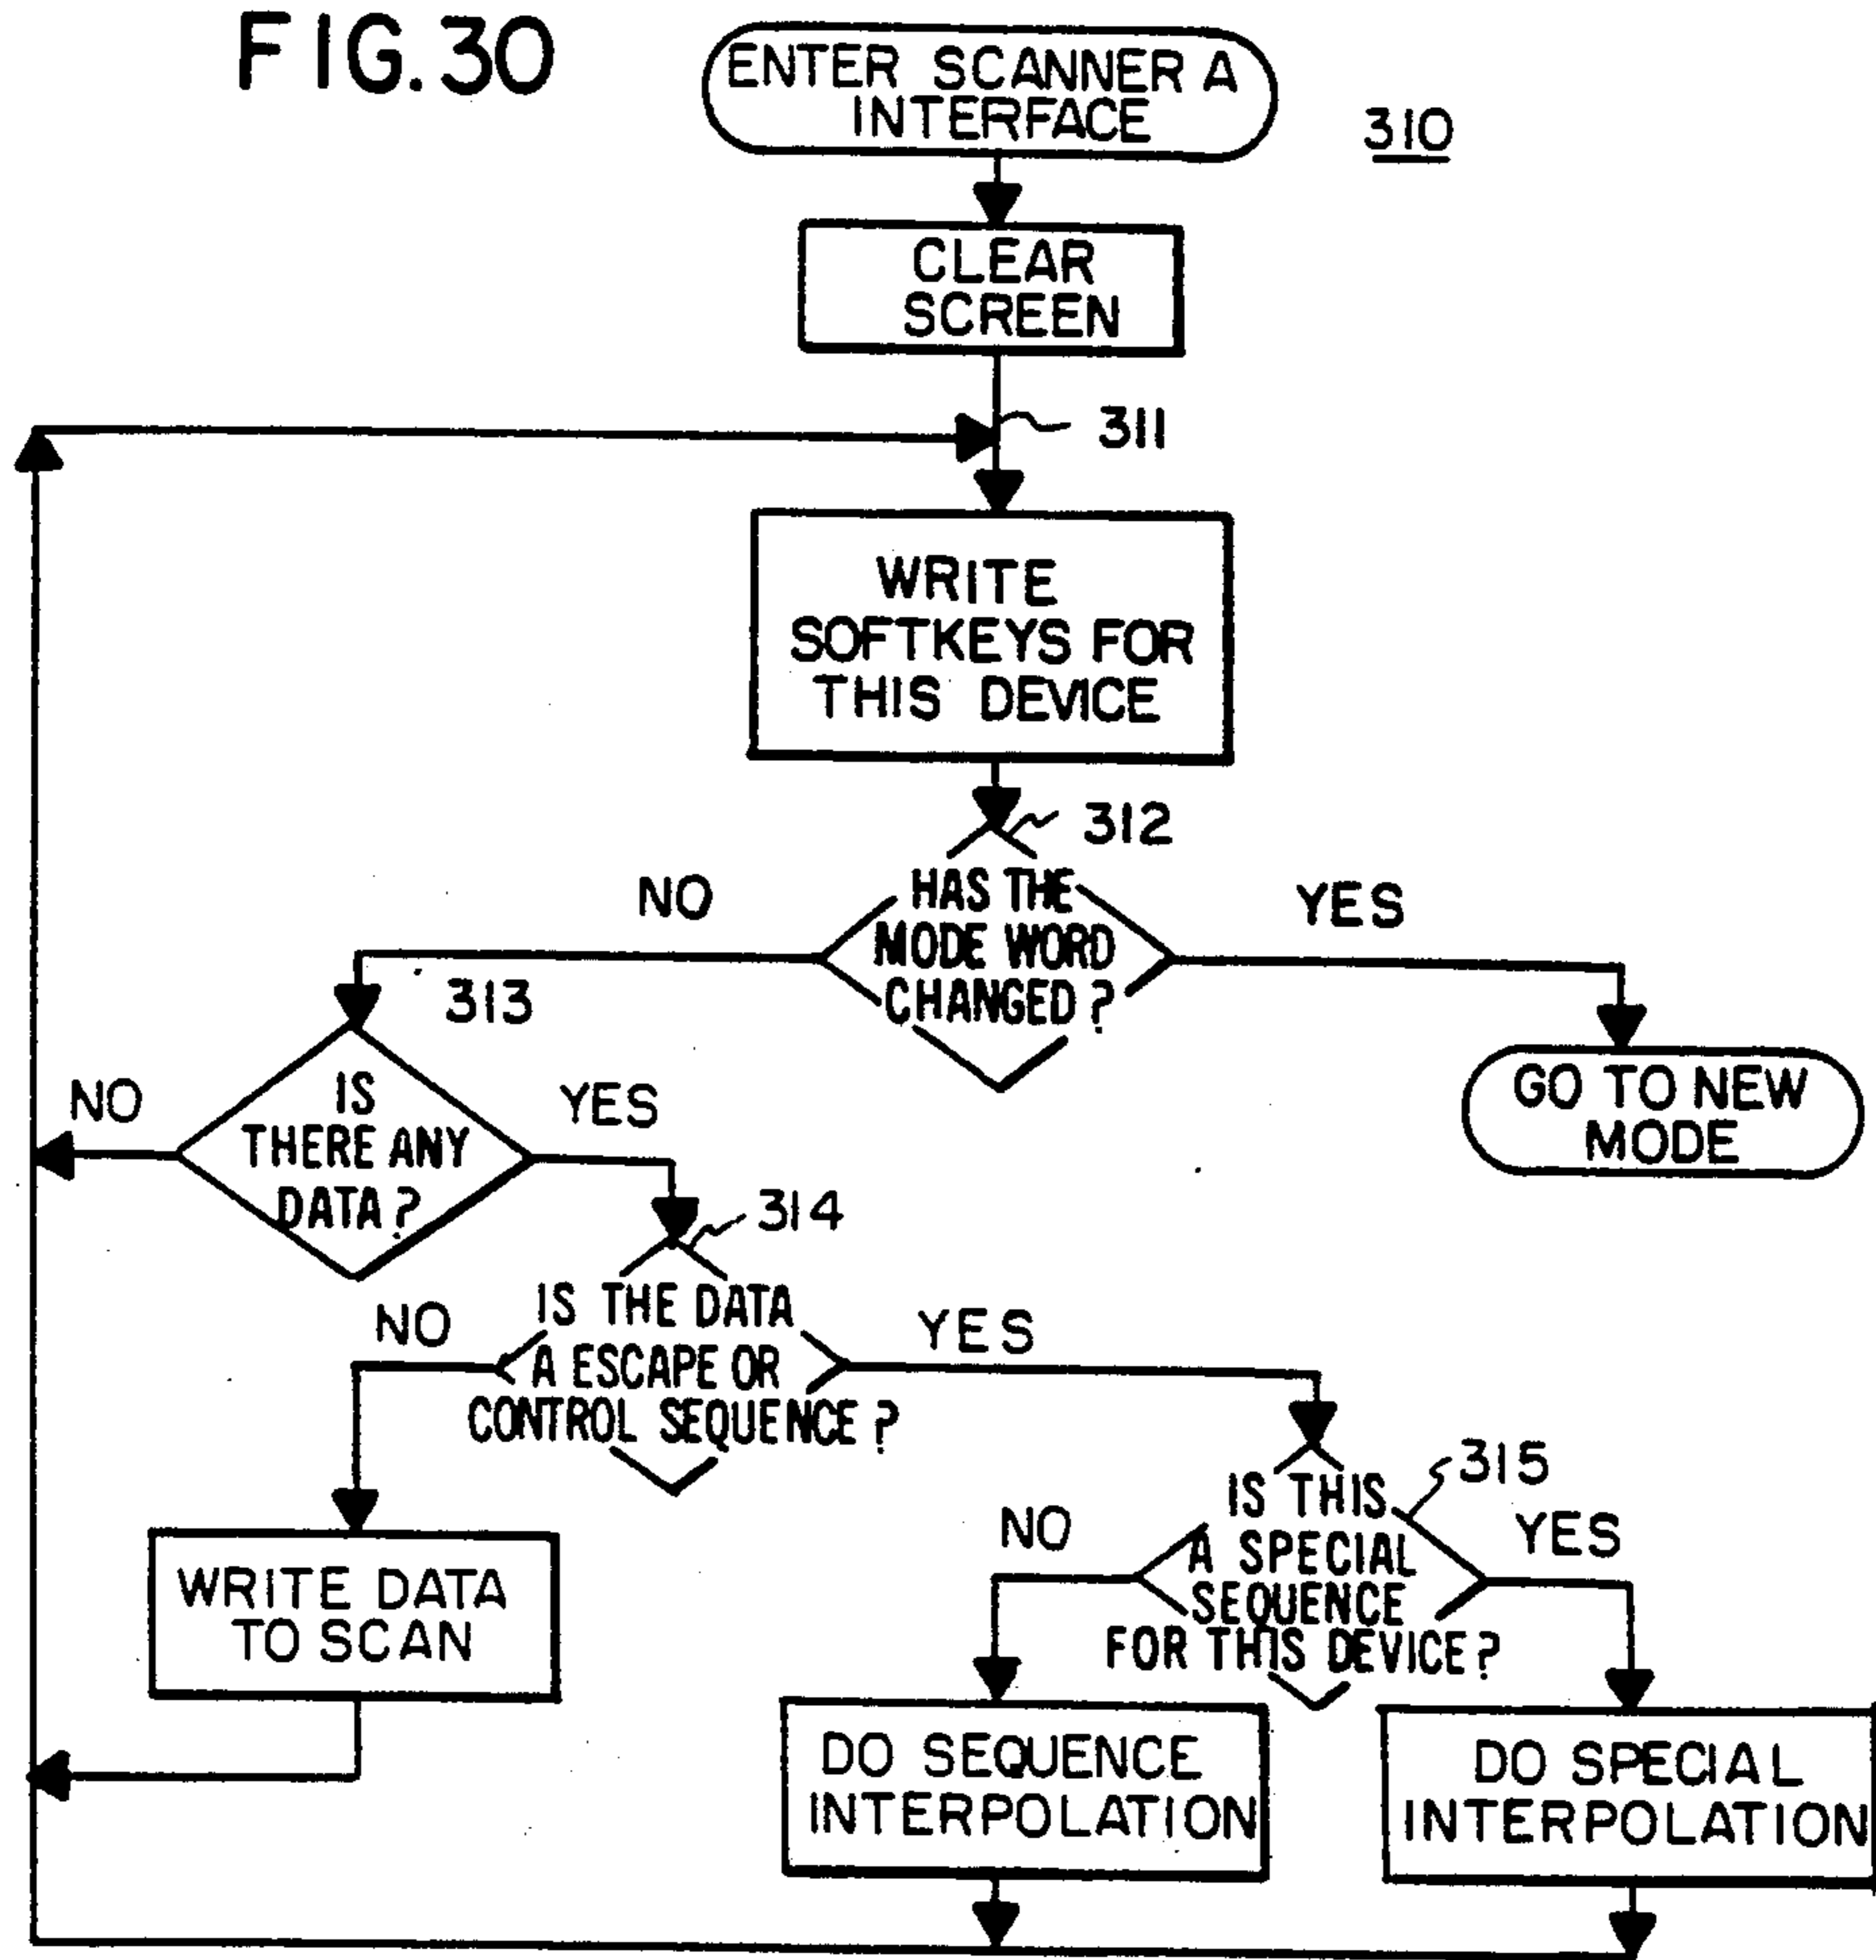 FIG. 30
ENTER SCANNER A
INTERFACE
310
CLEAR
SCREEN
311
WRITE
SOFTKEYS FOR
THIS DEVICE
312
NO
HAS THE
MODE WORD
CHANGED?
YES
313
GO TO NEW
MODE
NO
IS
THERE ANY
DATA?
YES
314
NO
IS THE DATA
A ESCAPE OR
CONTROL SEQUENCE?
YES
315
NO
IS THIS
A SPECIAL
SEQUENCE
FOR THIS DEVICE?
YES
WRITE DATA
TO SCAN
DO SEQUENCE
INTERPOLATION
DO SPECIAL
INTERPOLATION